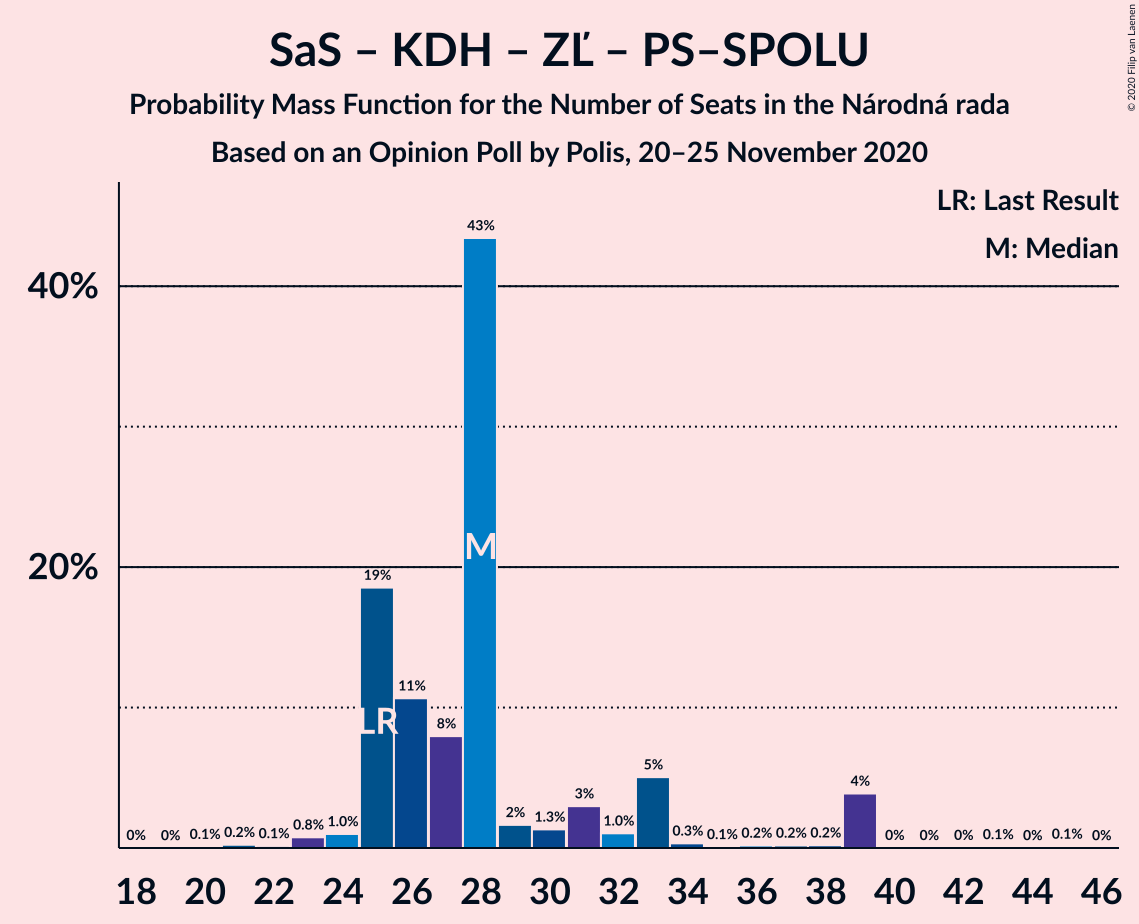 SaS – KDH – ZĽ – PS–SPOLU
Probability Mass Function for the Number of Seats in the Národná rada
Based on an Opinion Poll by Polis, 20–25 November 2020
© 2020 Filip van Laenen
LR: Last Result
M: Median
40%
20%
0% 0% 0.1% 0.2% 0.1% 0.8% 1.0% 19% 11% 8% 43% 2% 1.3% 3% 1.0% 5% 0.3% 0.1% 0.2% 0.2% 0.2% 4% 0% 0% 0% 0.1% 0% 0.1% 0%
LR
M
18 20 22 24 26 28 30 32 34 36 38 40 42 44 46